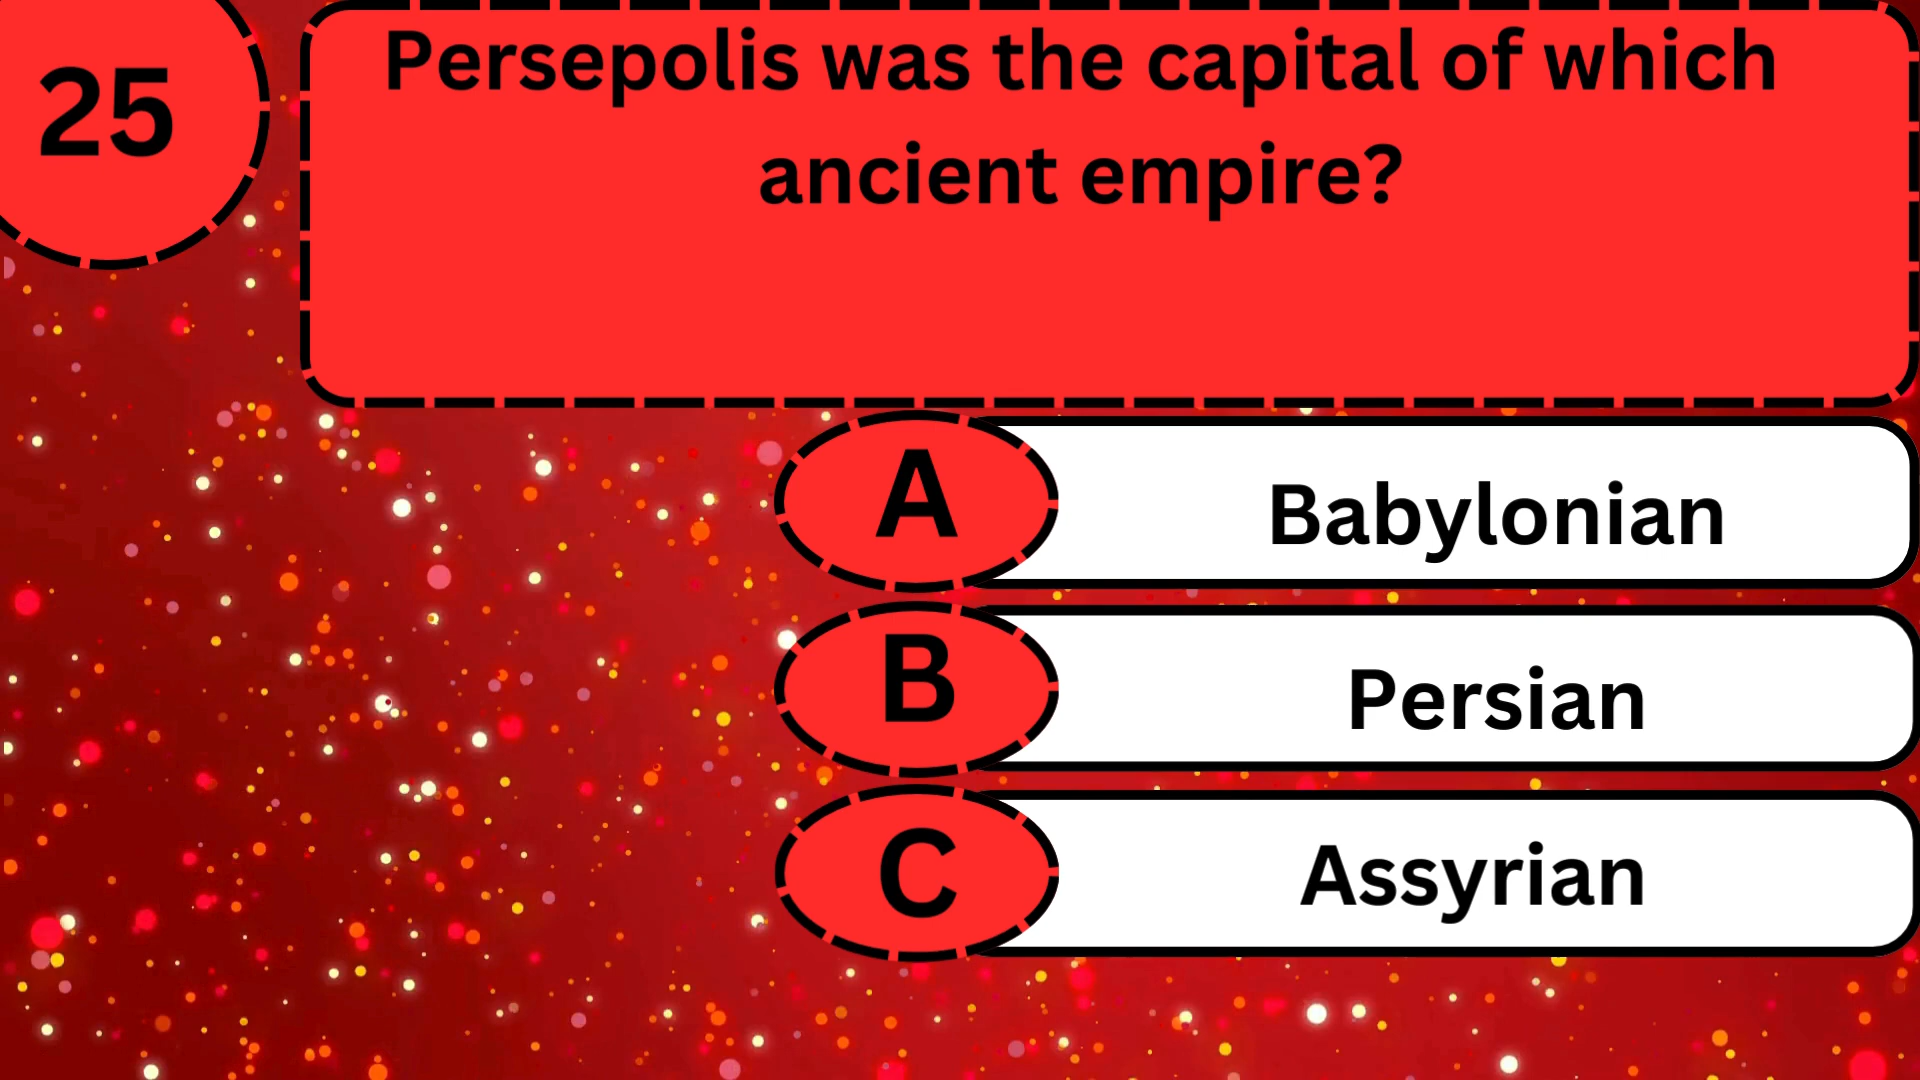 25
Persepolis was the capital of which
ancient empire?
A
Babylonian
B
Persian
C
Assyrian